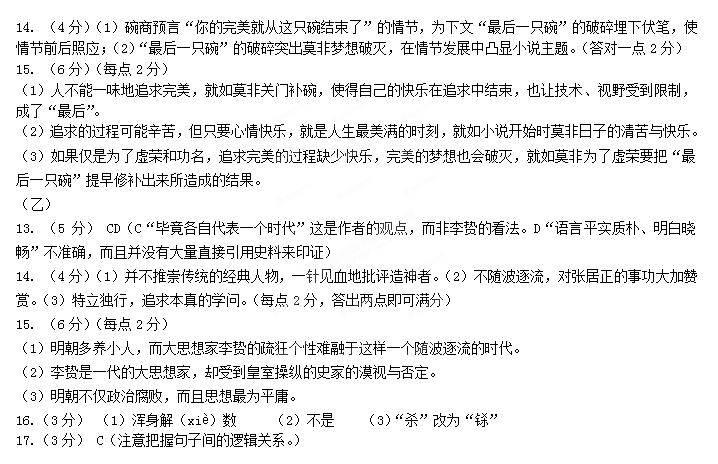 14. （4分）（1）碗商预言“你的完美就从这只碗结束了”的情节，为下文“最后一只碗”的破碎埋下伏笔，使
情节前后照应；（2）“最后一只碗”的破碎突出莫非梦想破灭，在情节发展中凸显小说主题。（答对一点2分）
15. （6分）（每点2分）
（1）人不能一味地追求完美，就如莫非关门补碗，使得自己的快乐在追求中结束，也让技术、视野受到限制，
成了“最后”。
（2）追求的过程可能辛苦，但只要心情快乐，就是人生最美满的时刻，就如小说开始时莫非日子的清苦与快乐。
（3）如果仅是为了虚荣和功名，追求完美的过程缺少快乐，完美的梦想也会破灭，就如莫非为了虚荣要把“最
后一只碗”提早修补出来所造成的结果。
（乙）
13. （5 分） CD（C“毕竟各自代表一个时代”这是作者的观点，而非李贽的看法。D“语言平实质朴、明白晓
畅”不准确，而且并没有大量直接引用史料来印证）
14. （4分）（1）并不推崇传统的经典人物，一针见血地批评造神者。（2）不随波逐流，对张居正的事功大加赞
赏。（3）特立独行，追求本真的学问。（每点2分，答出两点即可满分）
15. （6分）（每点2分）
（1）明朝多养小人，而大思想家李贽的疏狂个性难融于这样一个随波逐流的时代。
（2）李贽是一代的大思想家，却受到皇室操纵的史家的漠视与否定。
（3）明朝不仅政治腐败，而且思想最为平庸。
16.（3分） （1）浑身解（xiè）数 （2）不是 （3）“杀”改为“铩”
17.（3分） C（注意把握句子间的逻辑关系。）